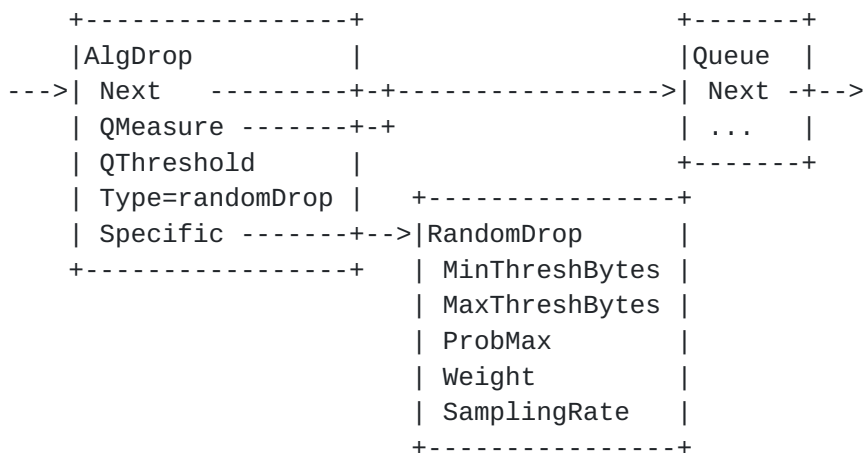 +-----------------+                   +-------+
    |AlgDrop          |                   |Queue  |
--->| Next   ---------+-+----------------->| Next -+-->
    | QMeasure -------+-+                 | ...   |
    | QThreshold      |                   +-------+
    | Type=randomDrop |   +----------------+
    | Specific -------+-->|RandomDrop      |
    +-----------------+   | MinThreshBytes |
                          | MaxThreshBytes |
                          | ProbMax        |
                          | Weight         |
                          | SamplingRate   |
                          +----------------+